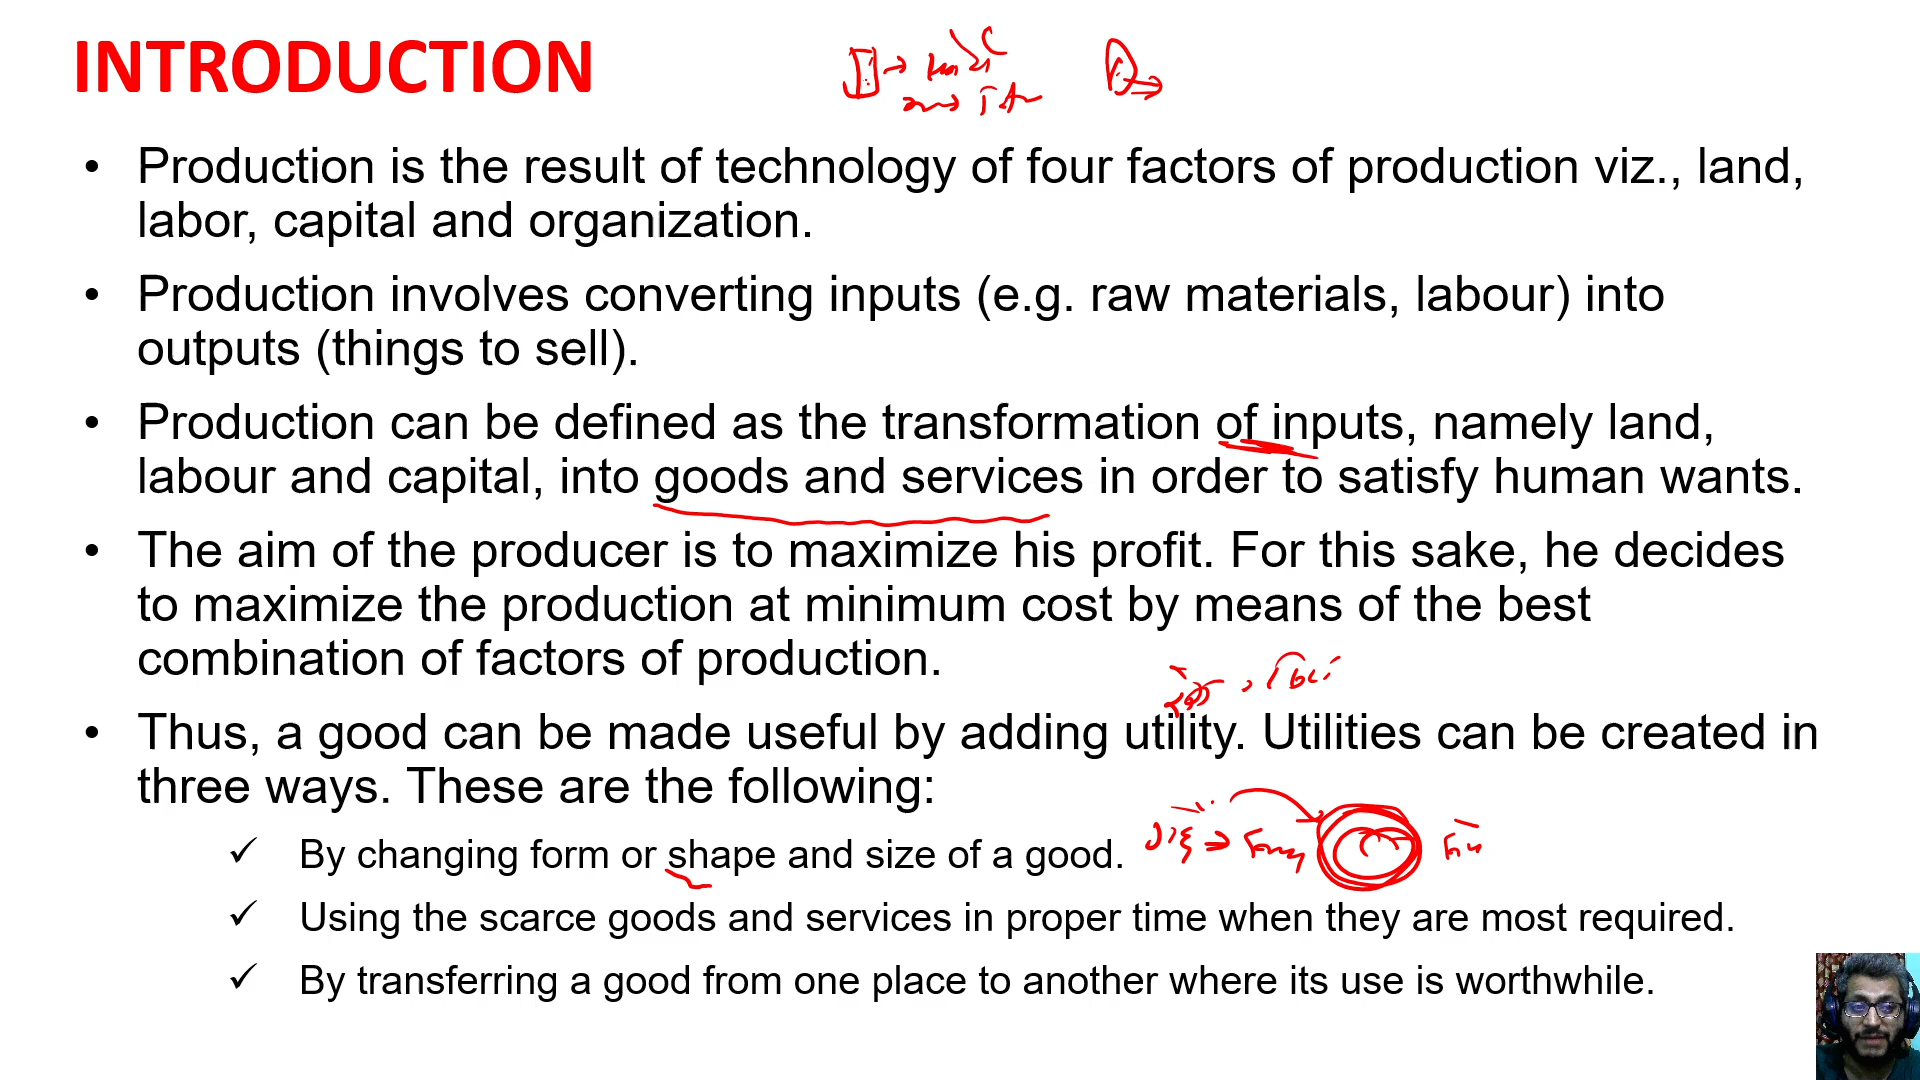 INTRODUCTION
• Production is the result of technology of four factors of production viz., land,
labor, capital and organization.
• Production involves converting inputs (e.g. raw materials, labour) into
outputs (things to sell).
• Production can be defined as the transformation of inputs, namely land,
labour and capital, into goods and services in order to satisfy human wants.
• The aim of the producer is to maximize his profit. For this sake, he decides
to maximize the production at minimum cost by means of the best
combination of factors of production.
• Thus, a good can be made useful by adding utility. Utilities can be created in
three ways. These are the following:
✓ By changing form or shape and size of a good.
✓ Using the scarce goods and services in proper time when they are most required.
✓ By transferring a good from one place to another where its use is worthwhile.